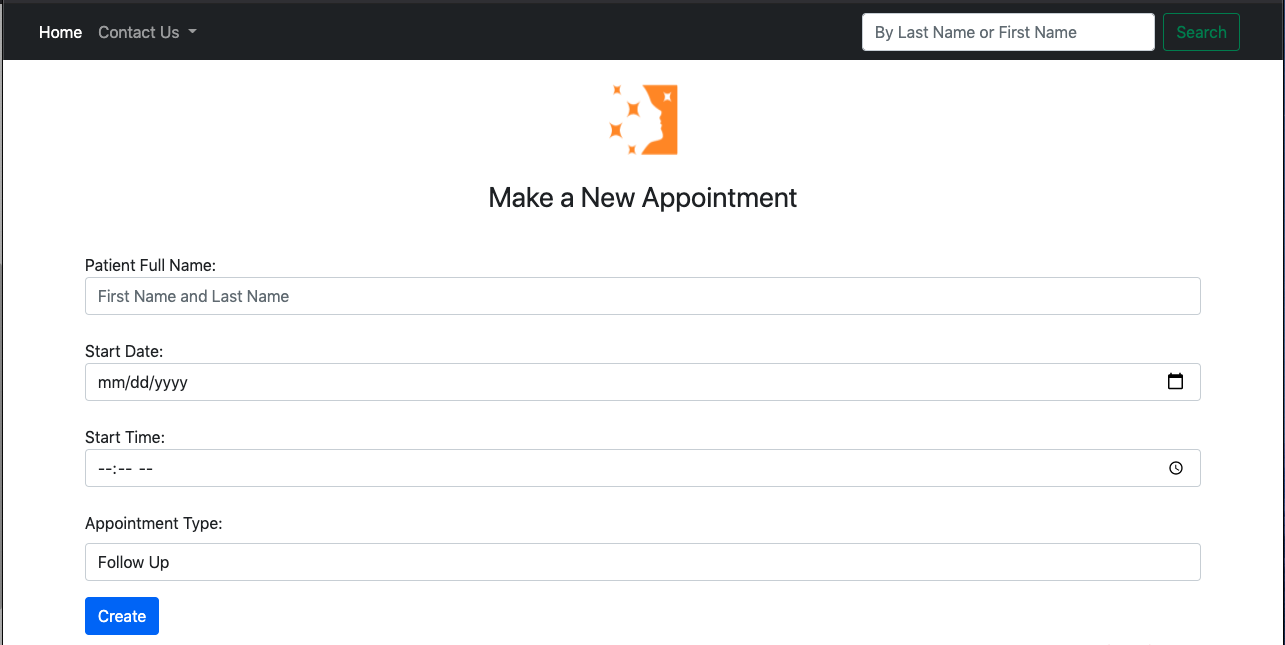 Home Contact Us By Last Name or First Name Search
Make a New Appointment
Patient Full Name:
First Name and Last Name
Start Date:
mm/dd/yyyy
Start Time:
--:-- --
Appointment Type:
Follow Up
Create